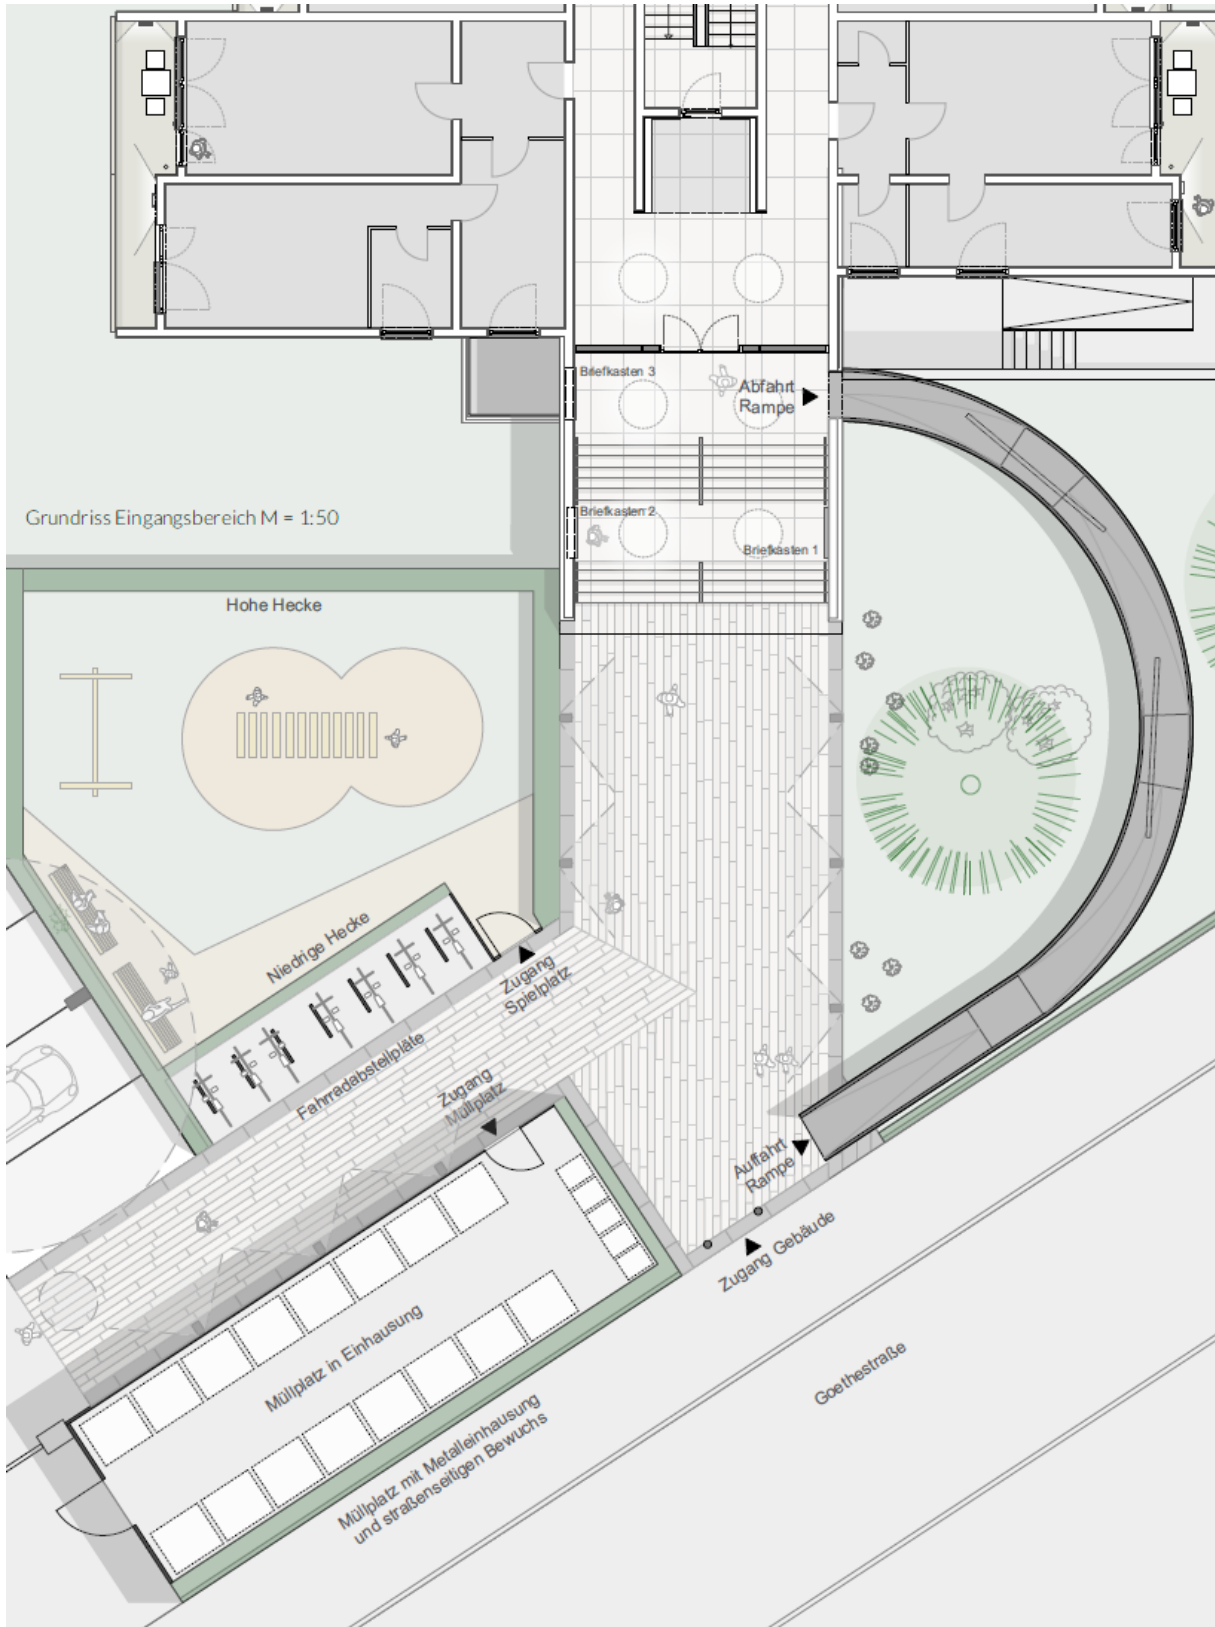 Briefkasten 3
Abfahrt
Rampe
Grundriss Eingangsbereich M = 1:50
Briefkasten 2
Briefkasten 1
Hohe Hecke
Niedrige Hecke
Zugang
Spielplatz
Fahrradabstellpläte
Zugang
Müllplatz
Auffahrt
Rampe
Zugang Gebäude
Müllplatz in Einhausung
Goethestraße
Müllplatz mit Metalleinhausung
und straßenseitigen Bewuchs